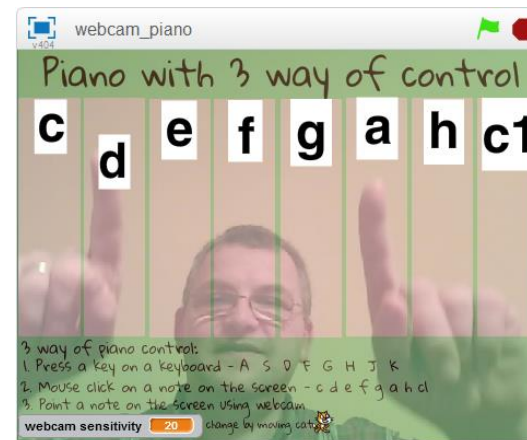 webcam_piano
v404
Piano with 3 way of control
c d e f g a h c1
3 way of piano control:
1. Press a key on a keyboard - A S D F G H J K
2. Mouse click on a note on the screen - c d e f g a h c1
3. Point a note on the screen using webcam
webcam sensitivity 20 change by moving cat